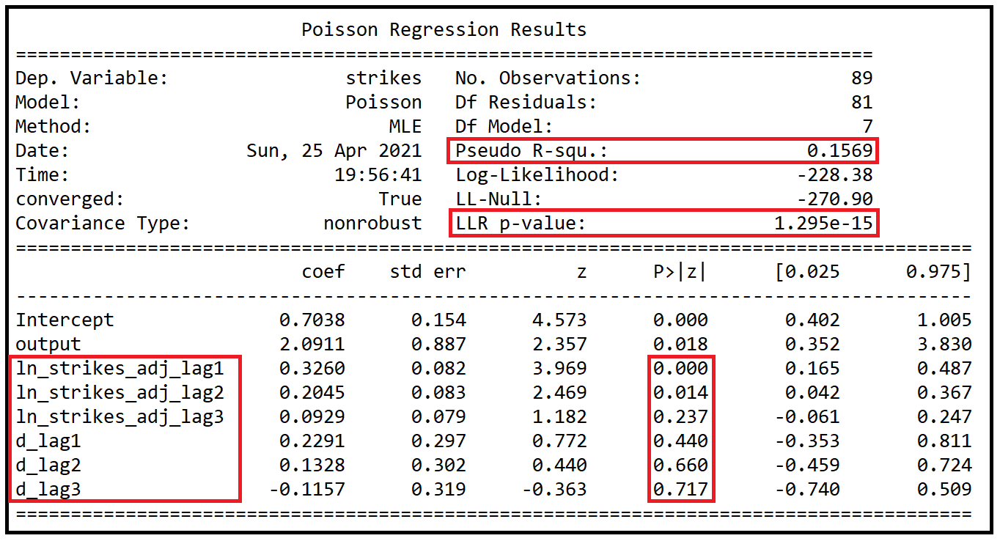 Poisson Regression Results
==============================================================================
Dep. Variable: strikes No. Observations: 89
Model: Poisson Df Residuals: 81
Method: MLE Df Model: 7
Date: Sun, 25 Apr 2021 Pseudo R-squ.: 0.1569
Time: 19:56:41 Log-Likelihood: -228.38
converged: True LL-Null: -270.90
Covariance Type: nonrobust LLR p-value: 1.295e-15
=======================================================================================
coef std err z P>|z| [0.025 0.975]
---------------------------------------------------------------------------------------
Intercept 0.7038 0.154 4.573 0.000 0.402 1.005
output 2.0911 0.887 2.357 0.018 0.352 3.830
ln_strikes_adj_lag1 0.3260 0.082 3.969 0.000 0.165 0.487
ln_strikes_adj_lag2 0.2045 0.083 2.469 0.014 0.042 0.367
ln_strikes_adj_lag3 0.0929 0.079 1.182 0.237 -0.061 0.247
d_lag1 0.2291 0.297 0.772 0.440 -0.353 0.811
d_lag2 0.1328 0.302 0.440 0.660 -0.459 0.724
d_lag3 -0.1157 0.319 -0.363 0.717 -0.740 0.509
=======================================================================================